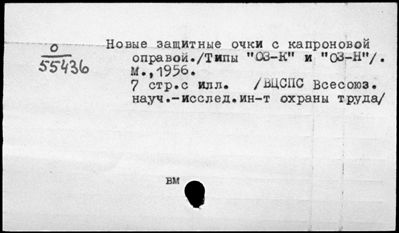 О
55436
Новые защитные очки с капроновой
оправой./Типы "ОЗ-К" и "ОЗ-Н"/.
М.,1956.
7 стр.с илл. /ВЦСПС Всесоюз.
науч.-исслед.ин-т охраны труда/
вм